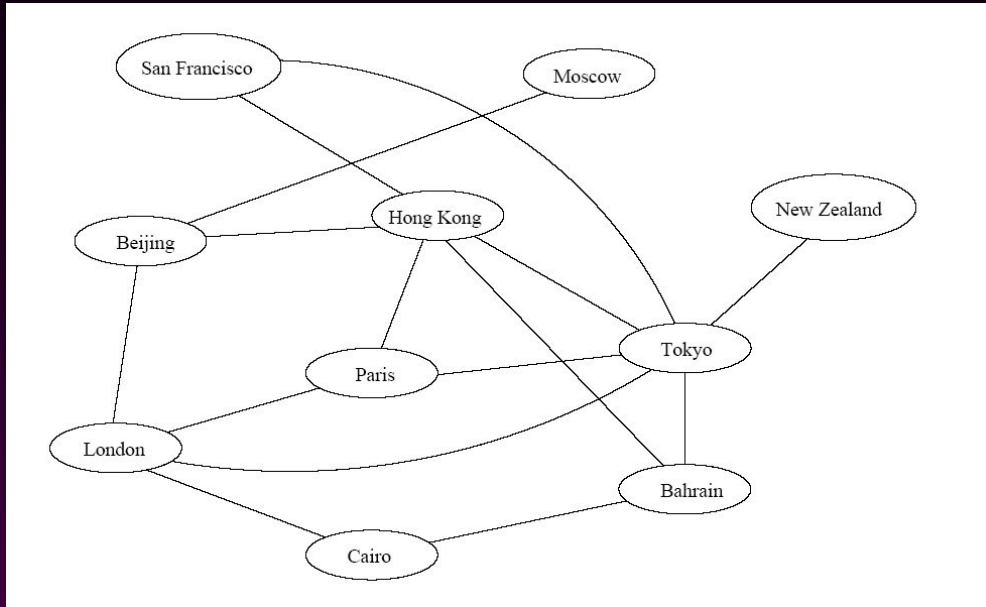 San Francisco
Moscow
New Zealand
Hong Kong
Beijing
Tokyo
Paris
London
Bahrain
Cairo